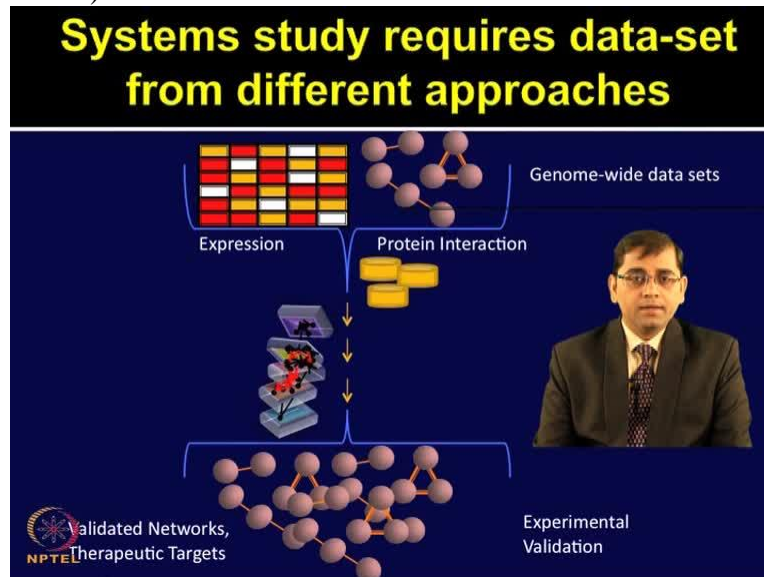 )
Systems study requires data-set
from different approaches
Genome-wide data sets
Expression
Protein Interaction
Validated Networks,
Therapeutic Targets
Experimental
Validation
NPTEL